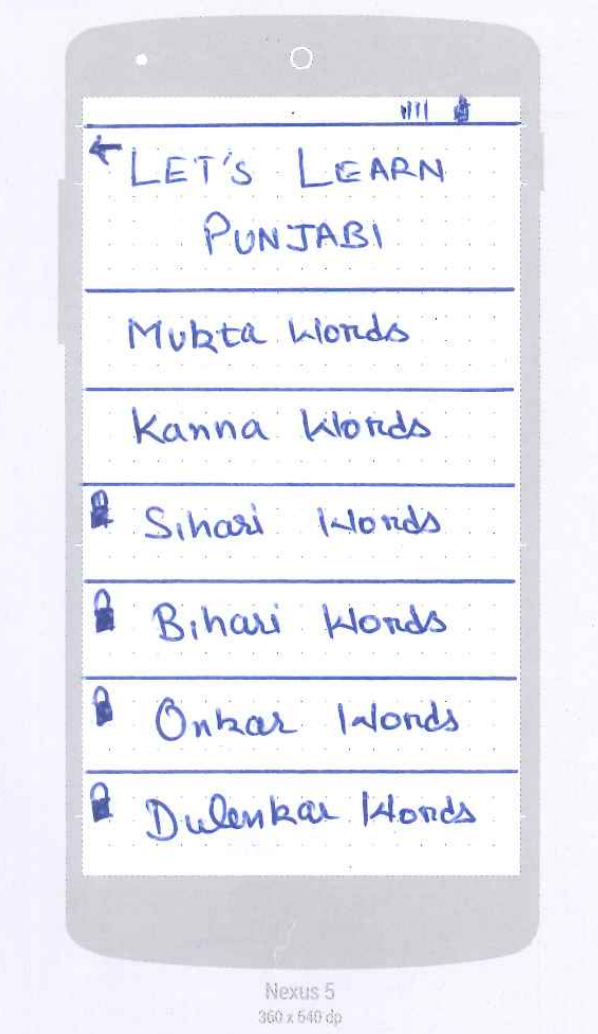 LET'S LEARN
PUNJABI
Mukta Words
Kanna Words
Sihari Words
Bihari Words
Onkar Words
Dulenkar Words
Nexus 5
360 x 640 dp